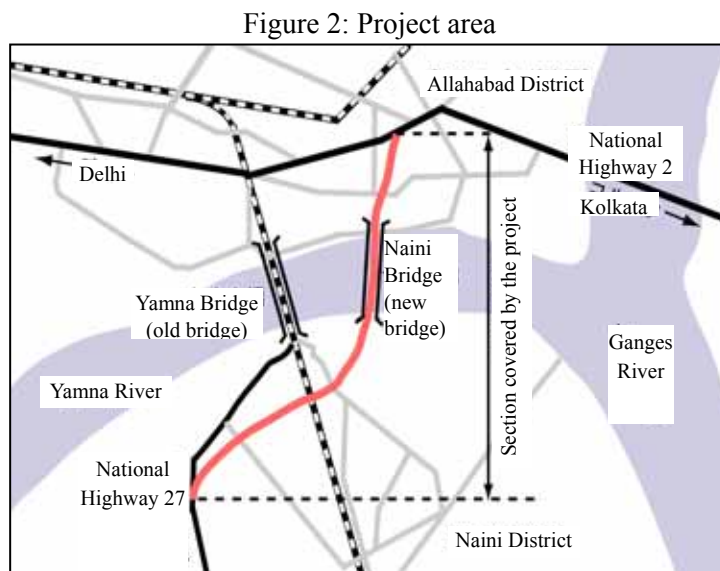 Figure 2: Project area
Allahabad District
National
Highway 2
Delhi
Kolkata
Naini
Bridge
(new
bridge)
Yamna Bridge
(old bridge)
Section covered by the project
Ganges
River
Yamna River
National
Highway 27
Naini District